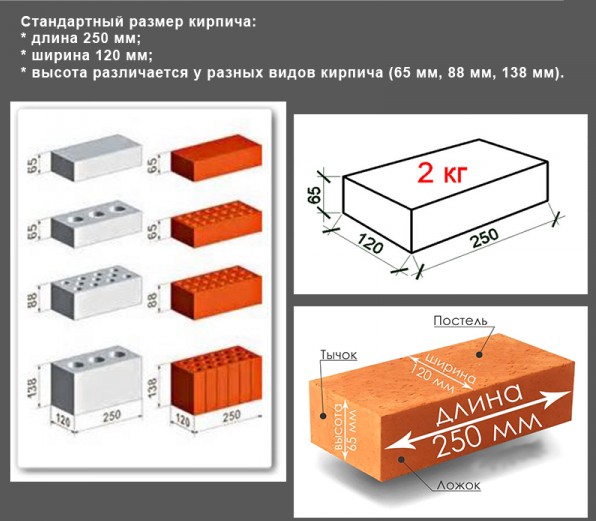 Стандартный размер кирпича:
* длина 250 мм;
* ширина 120 мм;
* высота различается у разных видов кирпича (65 мм, 88 мм, 138 мм).
65
65
65
65
88
88
138
138
120
250
120
250
2 кг
65
120
250
Постель
Тычок
ширина
120 мм
длина
250 мм
высота
65 мм
Ложок